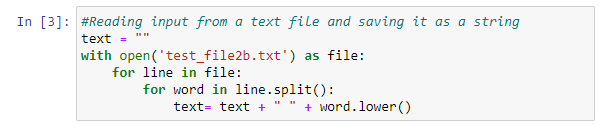 In [3]: #Reading input from a text file and saving it as a string
text = ""
with open('test_file2b.txt') as file:
    for line in file:
        for word in line.split():
            text= text + " " + word.lower()